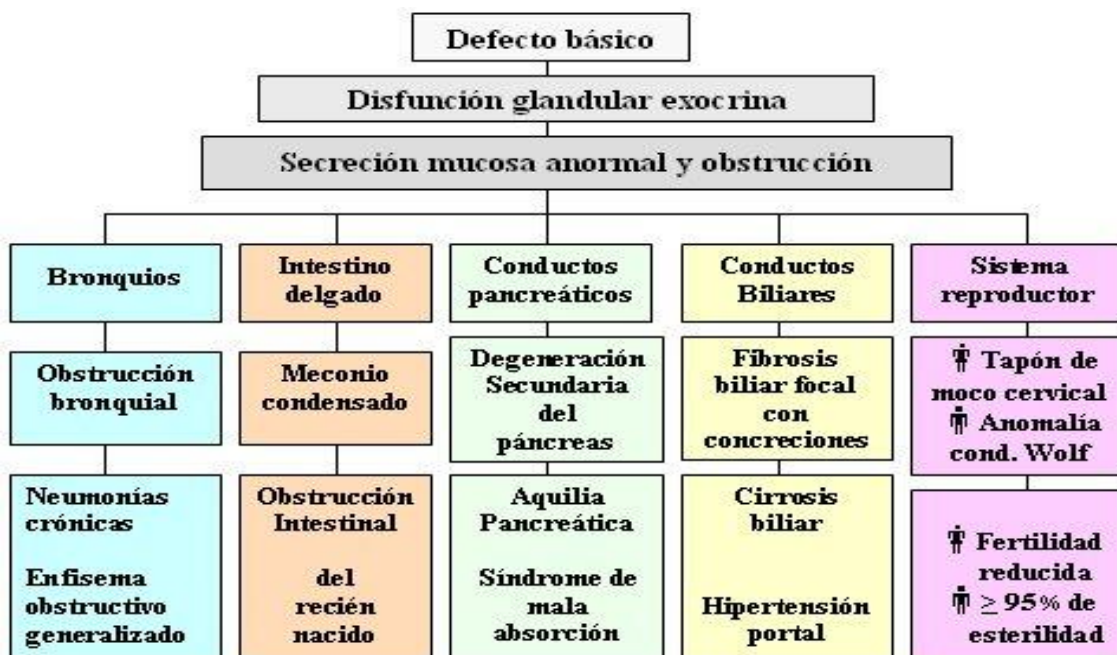 Defecto básico
Disfunción glandular exocrina
Secreción mucosa anormal y obstrucción
Bronquios
Intestino
delgado
Conductos
pancreáticos
Conductos
Biliares
Sistema
reproductor
Obstrucción
bronquial
Meconio
condensado
Degeneración
Secundaria
del
páncreas
Fibrosis
biliar focal
con
concreciones
Tapón de
moco cervical
Anomalía
cond. Wolf
Neumonías
crónicas
Enfisema
obstructivo
generalizado
Obstrucción
Intestinal
del
recién
nacido
Aquilia
Pancreática
Síndrome de
mala
absorción
Cirrosis
biliar
Hipertensión
portal
Fertilidad
reducida
≥ 95% de
esterilidad